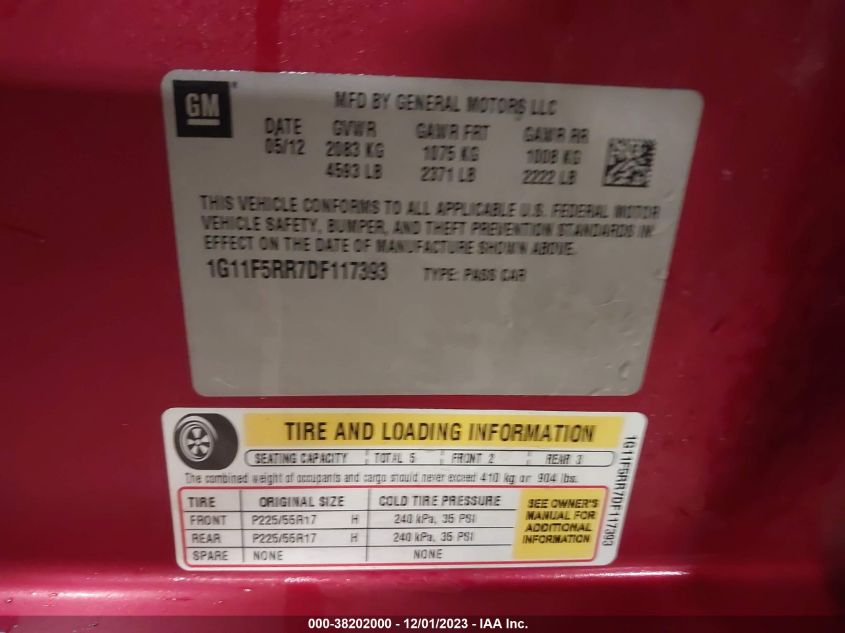 GM
MFD BY GENERAL MOTORS LLC
DATE GVWR GAWR FRT GAWR RR
05/12 2083 KG 1075 KG 1008 KG
4593 LB 2371 LB 2222 LB
THIS VEHICLE CONFORMS TO ALL APPLICABLE U.S. FEDERAL MOTOR
VEHICLE SAFETY, BUMPER, AND THEFT PREVENTION STANDARDS IN
EFFECT ON THE DATE OF MANUFACTURE SHOWN ABOVE.
1G11F5RR7DF117393 TYPE: PASS CAR
TIRE AND LOADING INFORMATION
SEATING CAPACITY TOTAL 5 FRONT 2 REAR 3
The combined weight of occupants and cargo should never exceed 410 kg or 904 lbs.
TIRE ORIGINAL SIZE COLD TIRE PRESSURE
FRONT P225/55R17 H 240 kPa, 35 PSI
REAR P225/55R17 H 240 kPa, 35 PSI
SPARE NONE NONE
SEE OWNER'S
MANUAL FOR
ADDITIONAL
INFORMATION
1G11F5RR7DF117393
000-38202000 - 12/01/2023 - IAA Inc.